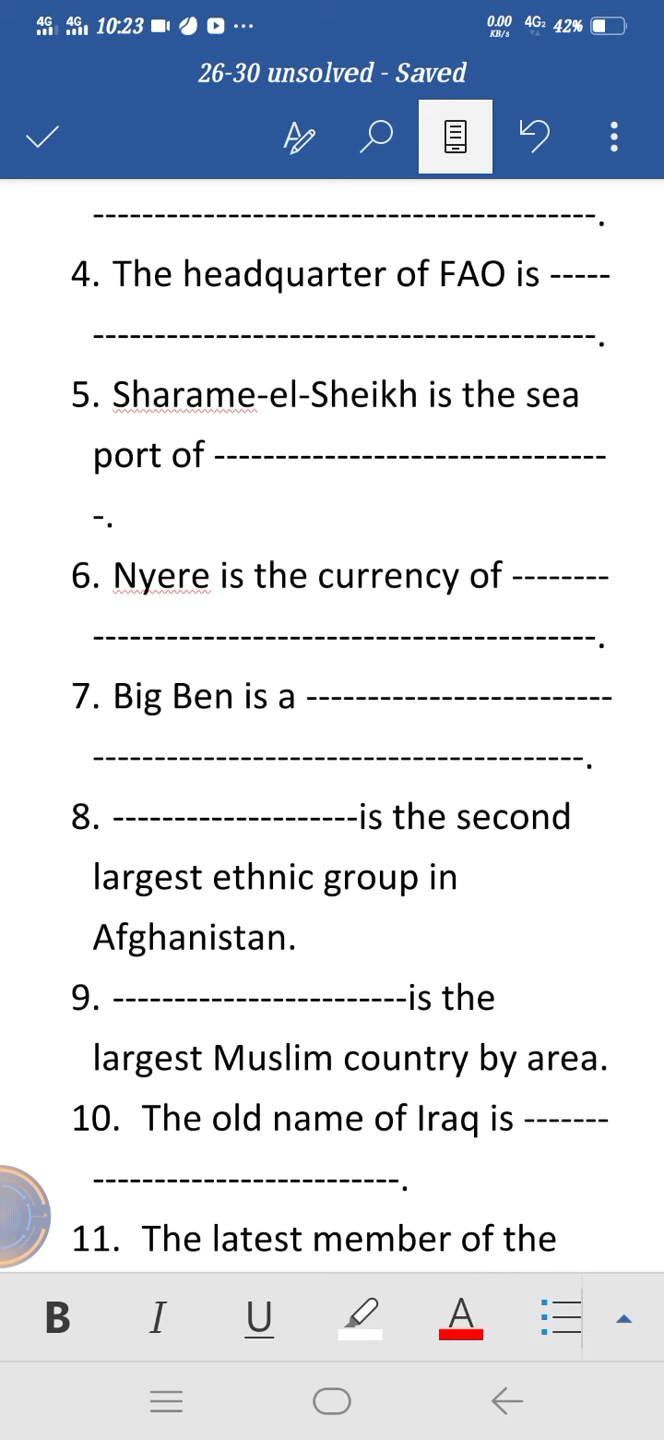 4G 4G 10:23 ... 0.00 KB/s 4G2 42%
26-30 unsolved - Saved
-----------------------------------------.
4. The headquarter of FAO is -----
-----------------------------------------.
5. Sharame-el-Sheikh is the sea
port of --------------------------------
-.
6. Nyere is the currency of --------
-----------------------------------------.
7. Big Ben is a -------------------------
----------------------------------------.
8. --------------------is the second
largest ethnic group in
Afghanistan.
9. ------------------------is the
largest Muslim country by area.
10. The old name of Iraq is -------
-------------------------.
11. The latest member of the
B I U A